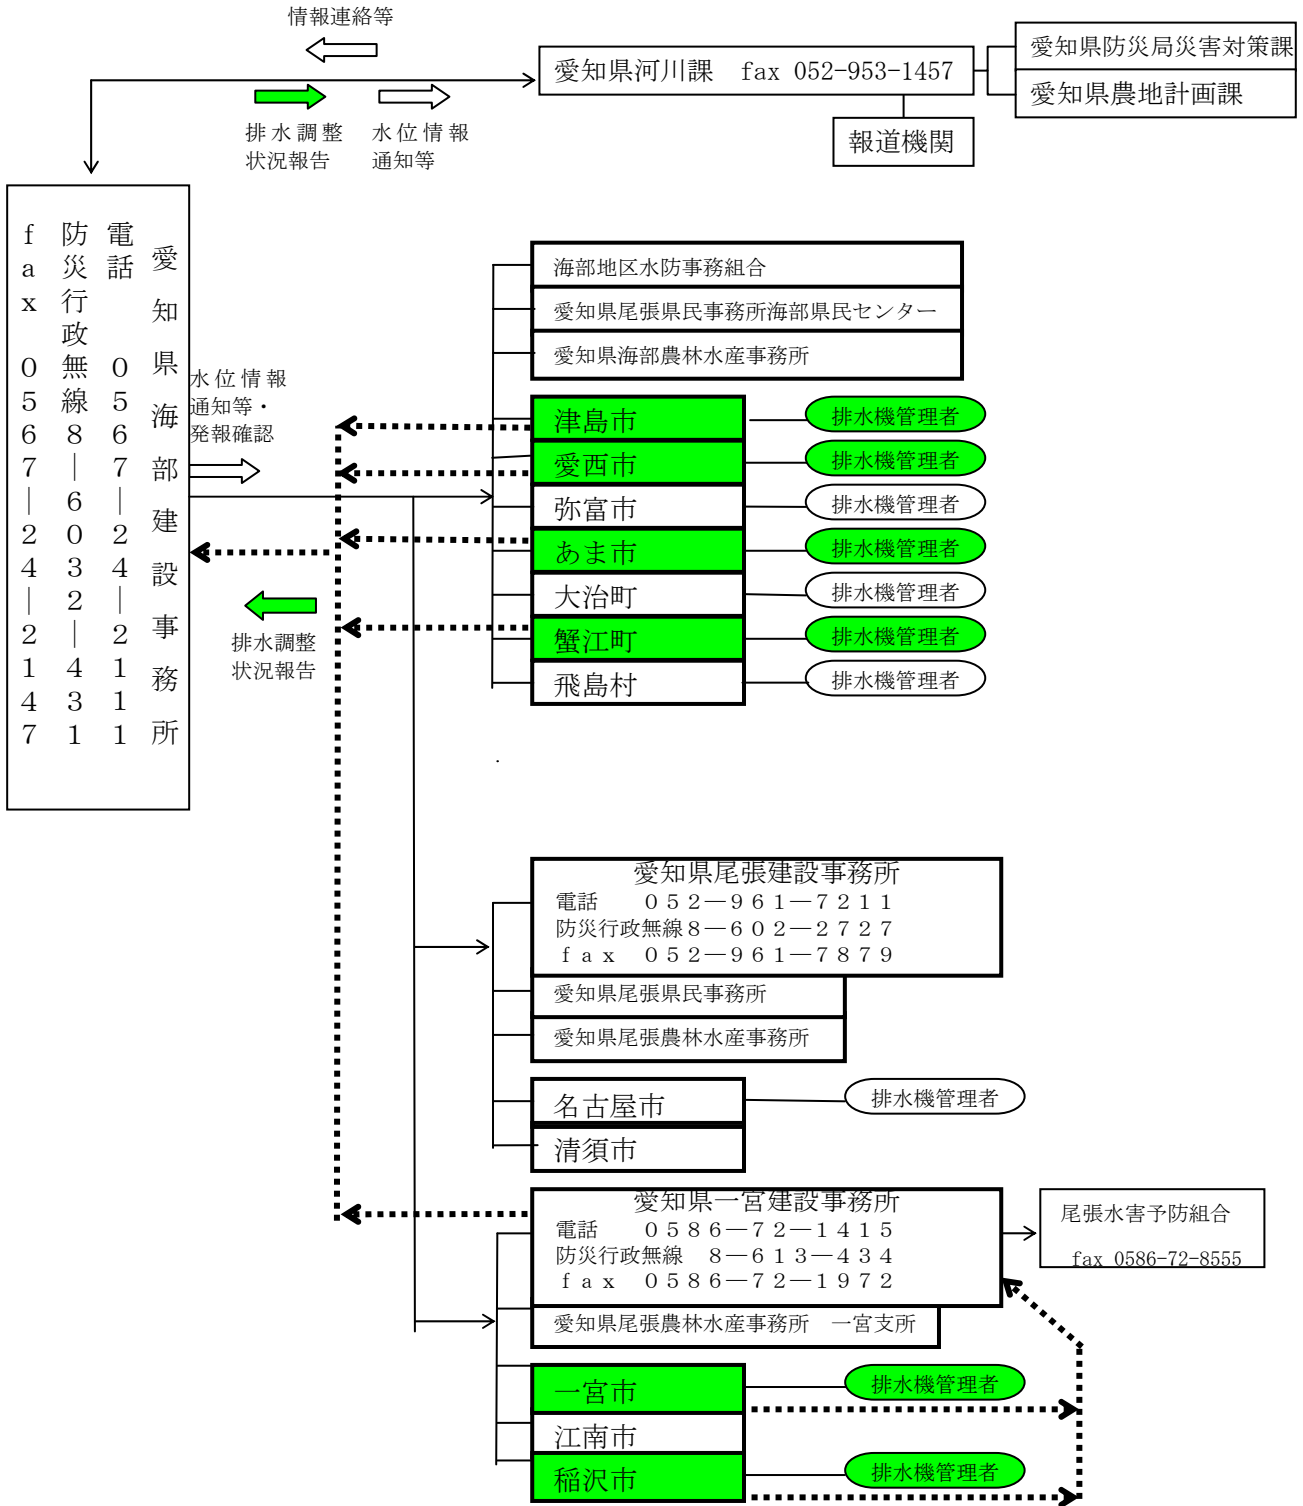 情報連絡等
愛知県河川課 fax 052-953-1457
愛知県防災局災害対策課
愛知県農地計画課
報道機関
排水調整
状況報告
水位情報
通知等
愛知県海部建設事務所
電話 ０５６７―２４―２１１１
防災行政無線８―６０３２―４３１
ｆａｘ ０５６７―２４―２１４７
水位情報
通知等・
発報確認
排水調整
状況報告
海部地区水防事務組合
愛知県尾張県民事務所海部県民センター
愛知県海部農林水産事務所
津島市 排水機管理者
愛西市 排水機管理者
弥富市 排水機管理者
あま市 排水機管理者
大治町 排水機管理者
蟹江町 排水機管理者
飛島村 排水機管理者
愛知県尾張建設事務所
電話 ０５２―９６１―７２１１
防災行政無線８―６０２―２７２７
ｆａｘ ０５２―９６１―７８７９
愛知県尾張県民事務所
愛知県尾張農林水産事務所
名古屋市 排水機管理者
清須市
愛知県一宮建設事務所
電話 ０５８６―７２―１４１５
防災行政無線 ８―６１３―４３４
ｆａｘ ０５８６―７２―１９７２
尾張水害予防組合
fax 0586-72-8555
愛知県尾張農林水産事務所 一宮支所
一宮市 排水機管理者
江南市
稲沢市 排水機管理者